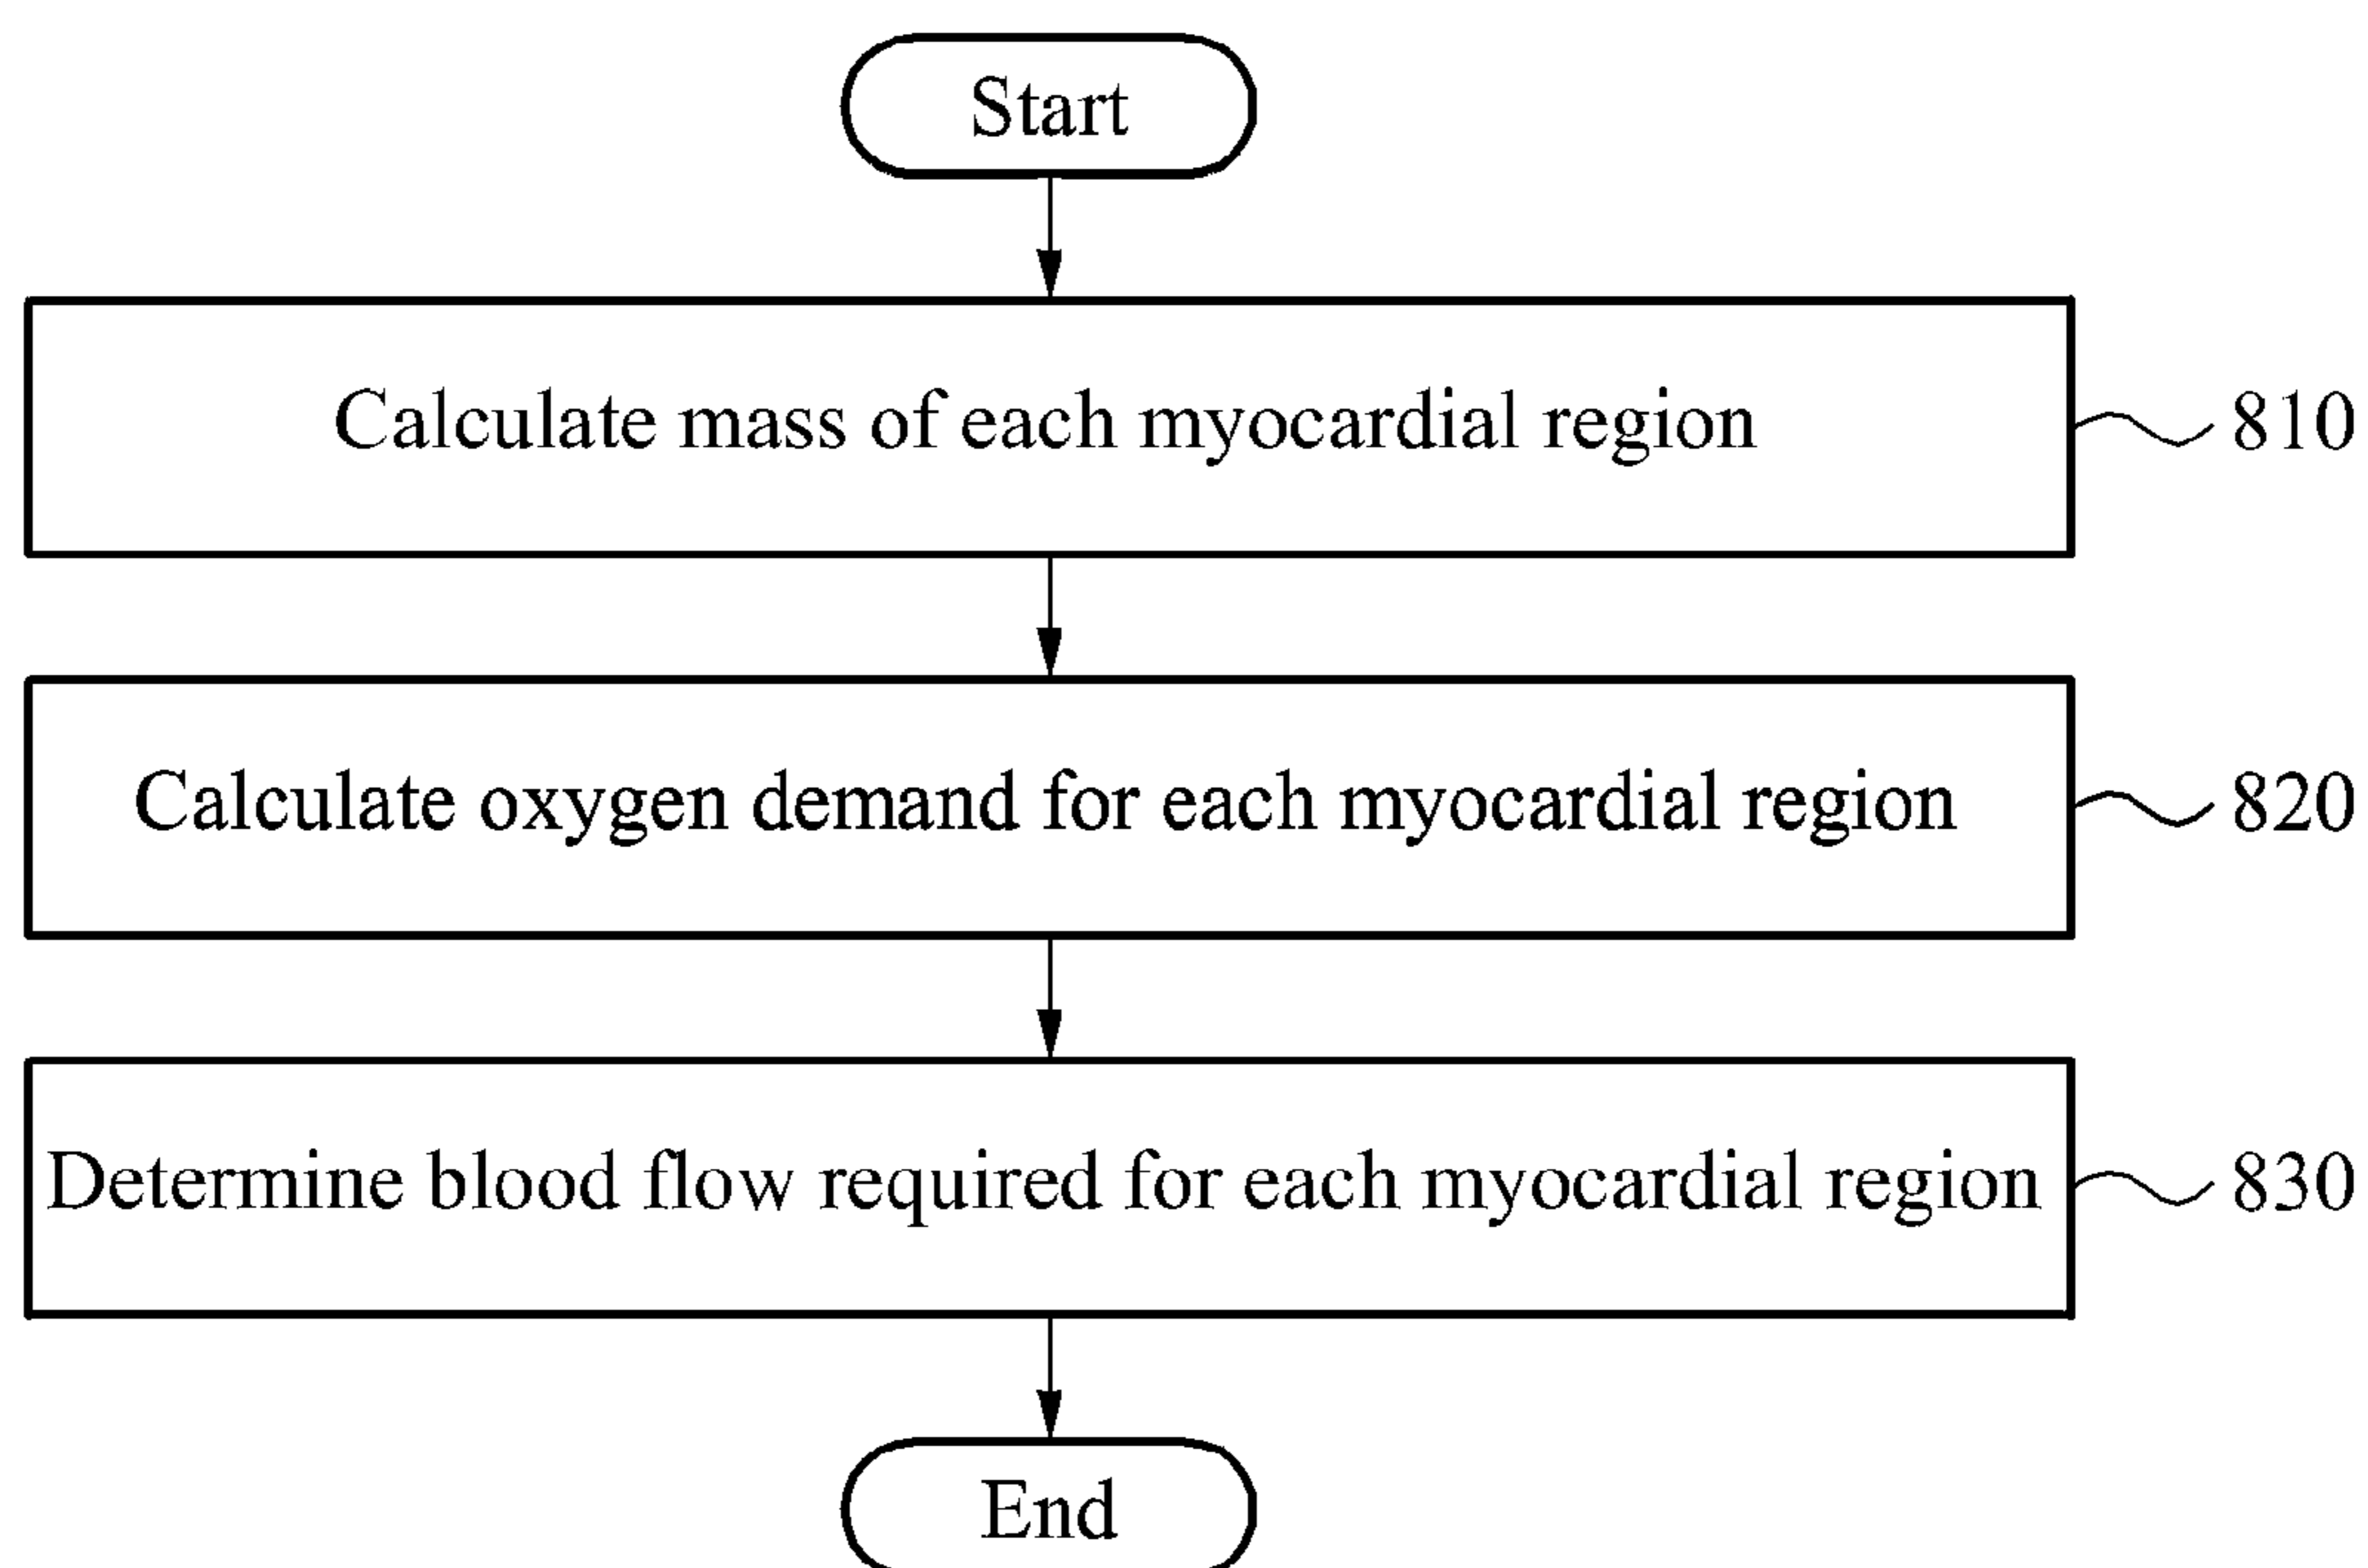 Start
Calculate mass of each myocardial region
810
Calculate oxygen demand for each myocardial region
820
Determine blood flow required for each myocardial region
830
End